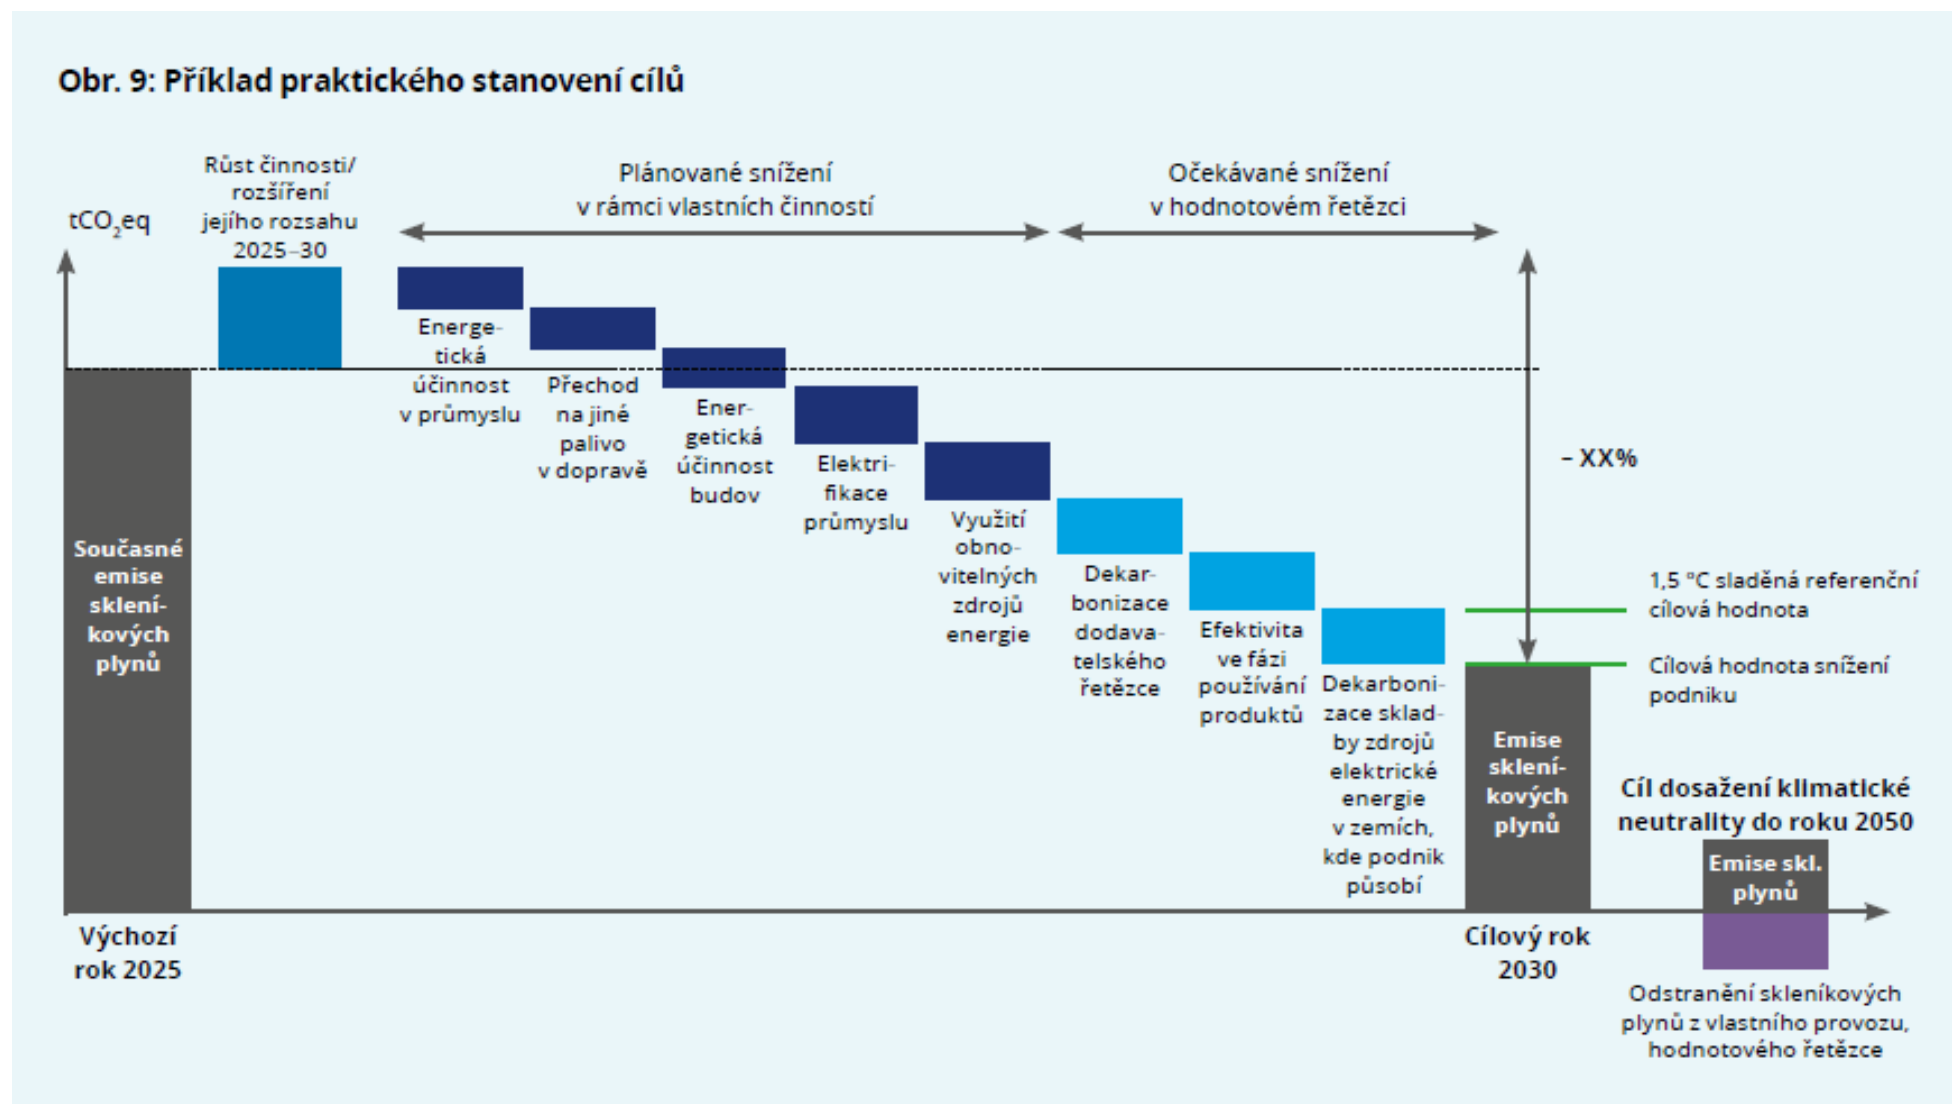 Obr. 9: Příklad praktického stanovení cílů
tCO₂eq
Růst činnosti/
rozšíření
jejího rozsahu
2025–30
Plánované snížení
v rámci vlastních činností
Očekávané snížení
v hodnotovém řetězci
Současné
emise
sklení-
kových
plynů
Energe-
tická
účinnost
v průmyslu
Přechod
na jiné
palivo
v dopravě
Ener-
getická
účinnost
budov
Elektri-
fikace
průmyslu
Využití
obno-
vitelných
zdrojů
energie
Dekar-
bonizace
dodava-
telského
řetězce
Efektivita
ve fázi
používání
produktů
Dekarboni-
zace sklad-
by zdrojů
elektrické
energie
v zemích,
kde podnik
působí
– XX%
1,5 °C sladěná referenční
cílová hodnota
Cílová hodnota snížení
podniku
Emise
sklení-
kových
plynů
Cíl dosažení klimatické
neutrality do roku 2050
Emise skl.
plynů
Výchozí
rok 2025
Cílový rok
2030
Odstranění skleníkových
plynů z vlastního provozu,
hodnotového řetězce